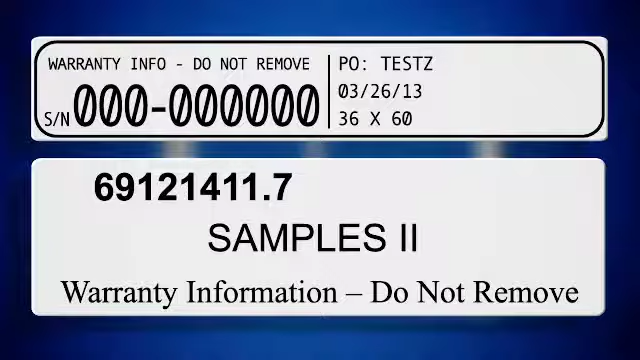 WARRANTY INFO - DO NOT REMOVE
S/N 000-000000
PO: TESTZ
03/26/13
36 X 60
69121411.7
SAMPLES II
Warranty Information – Do Not Remove